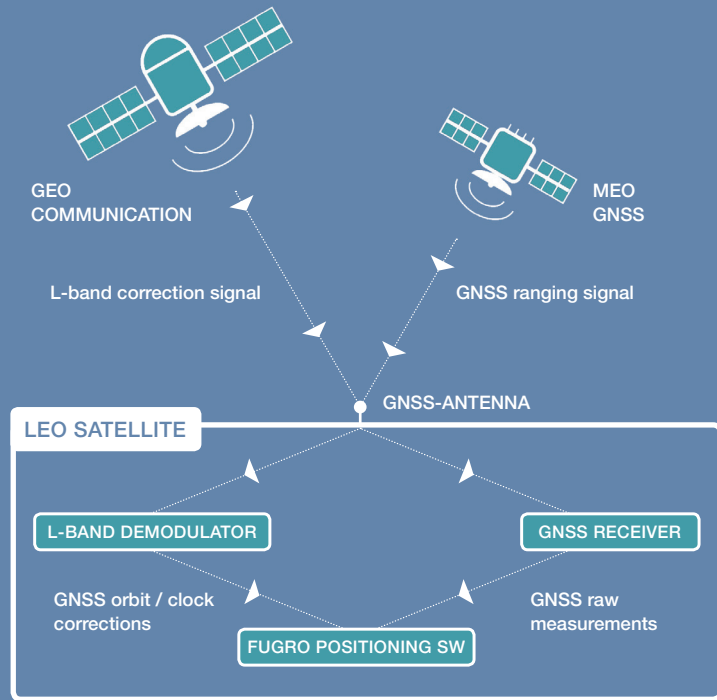 GEO
COMMUNICATION
MEO
GNSS
L-band correction signal
GNSS ranging signal
GNSS-ANTENNA
LEO SATELLITE
L-BAND DEMODULATOR
GNSS RECEIVER
GNSS orbit / clock
corrections
GNSS raw
measurements
FUGRO POSITIONING SW